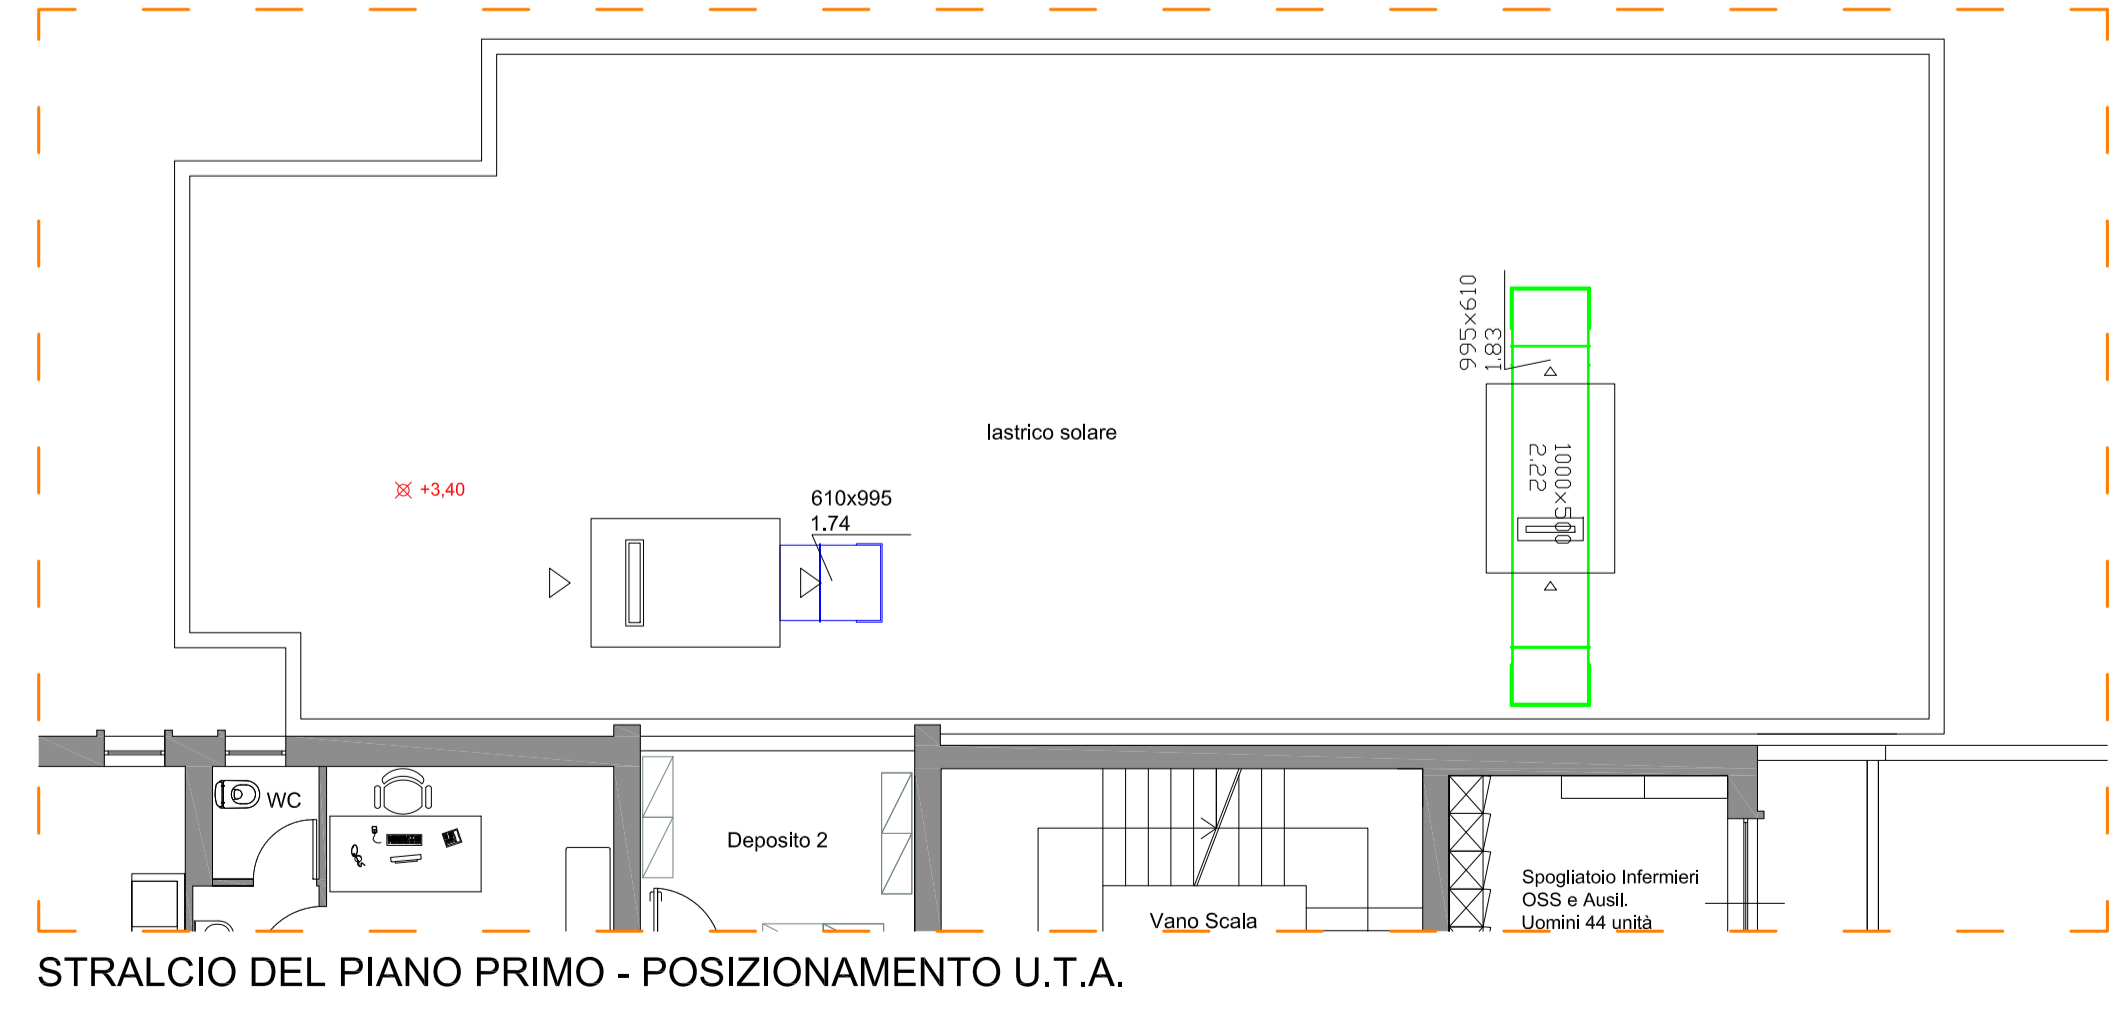 995x610
1.83
lastrico solare
1000x500
2.22
+3,40
610x995
1.74
WC
Deposito 2
Vano Scala
Spogliatoio Infermieri
OSS e Ausil.
Uomini 44 unità
STRALCIO DEL PIANO PRIMO - POSIZIONAMENTO U.T.A.